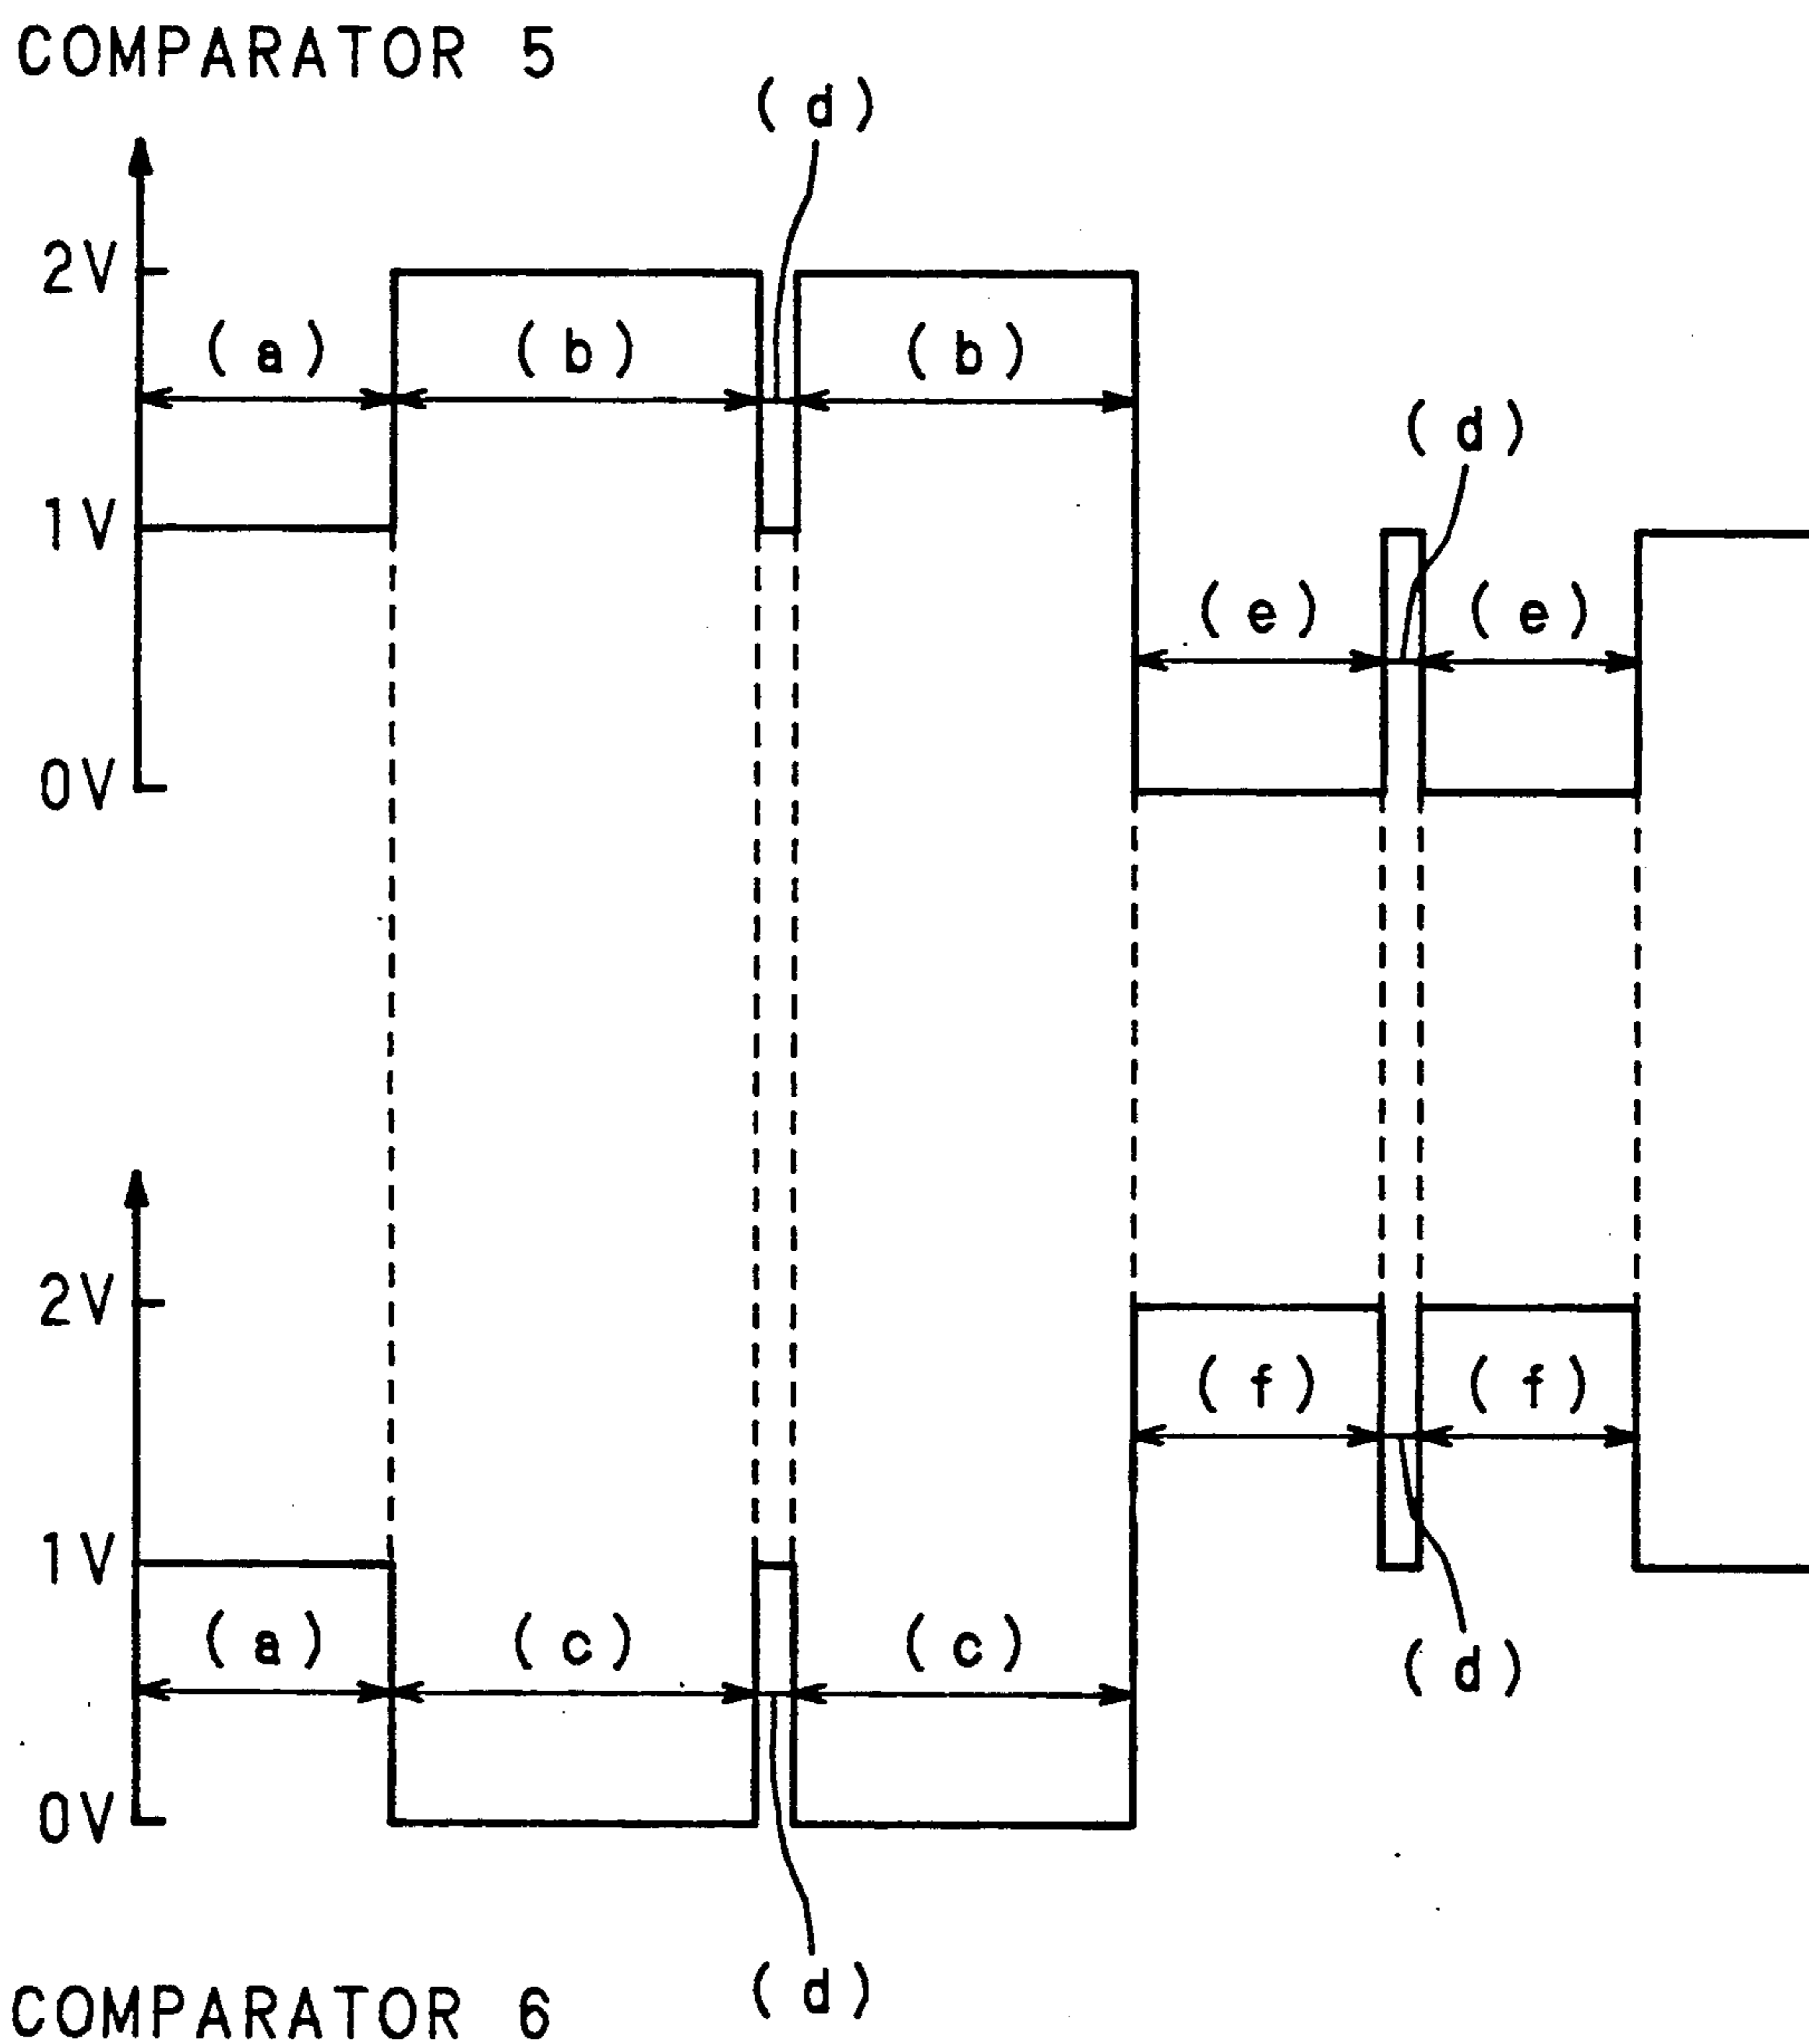 COMPARATOR 5
(d)
2V
(a) (b) (b)
(d)
1V
(e) (e)
0V
2V
(f) (f)
1V
(a) (c) (c)
(d)
0V
(d)
COMPARATOR 6